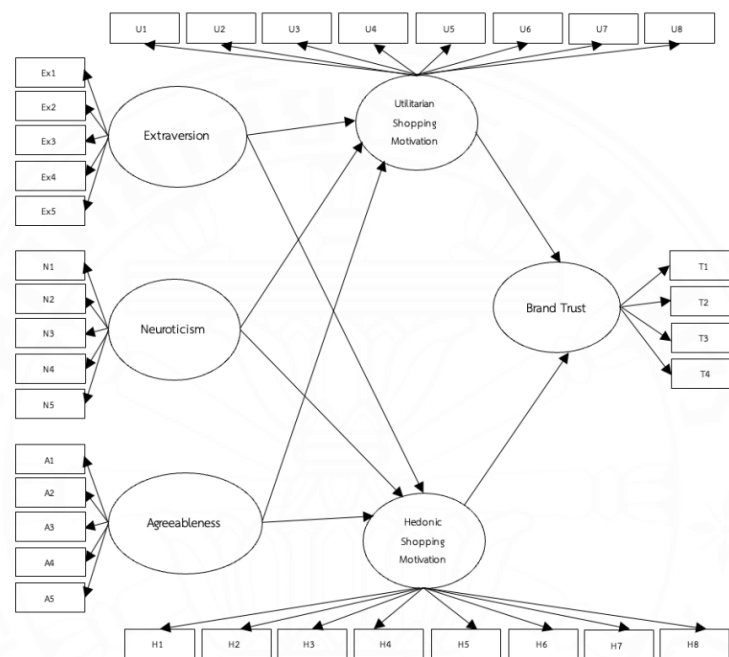 U1
U2
U3
U4
U5
U6
U7
U8
Ex1
Ex2
Ex3
Ex4
Ex5
Extraversion
Utilitarian
Shopping
Motivation
N1
N2
N3
N4
N5
Neuroticism
Brand Trust
T1
T2
T3
T4
A1
A2
A3
A4
A5
Agreeableness
Hedonic
Shopping
Motivation
H1
H2
H3
H4
H5
H6
H7
H8